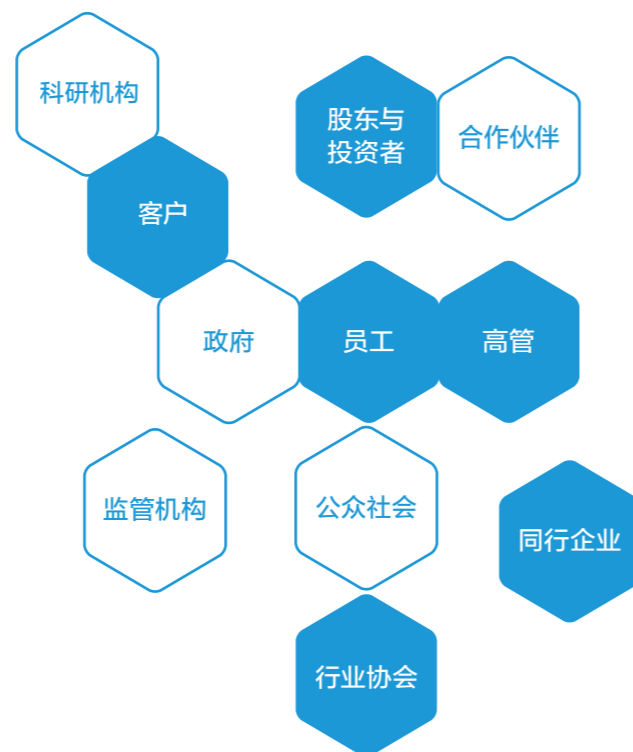 科研机构
股东与
投资者
合作伙伴
客户
政府
员工
高管
监管机构
公众社会
同行企业
行业协会